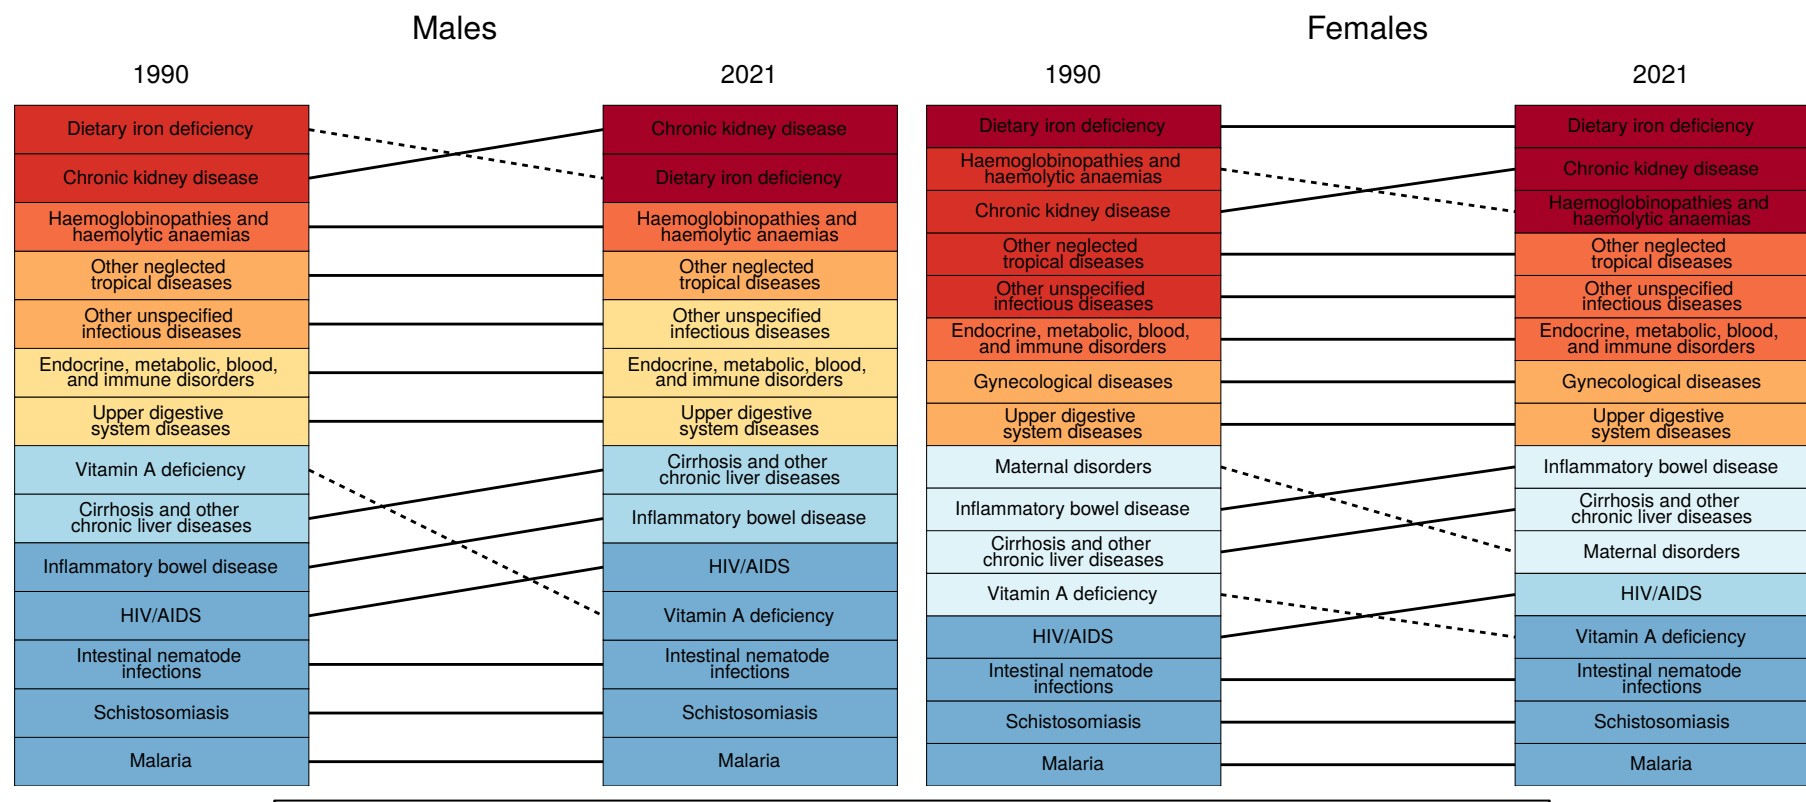 Males
Females
1990
2021
1990
2021
Dietary iron deficiency
Chronic kidney disease
Haemoglobinopathies and
haemolytic anaemias
Other neglected
tropical diseases
Other unspecified
infectious diseases
Endocrine, metabolic, blood,
and immune disorders
Upper digestive
system diseases
Vitamin A deficiency
Cirrhosis and other
chronic liver diseases
Inflammatory bowel disease
HIV/AIDS
Intestinal nematode
infections
Schistosomiasis
Malaria
Chronic kidney disease
Dietary iron deficiency
Haemoglobinopathies and
haemolytic anaemias
Other neglected
tropical diseases
Other unspecified
infectious diseases
Endocrine, metabolic, blood,
and immune disorders
Upper digestive
system diseases
Cirrhosis and other
chronic liver diseases
Inflammatory bowel disease
HIV/AIDS
Vitamin A deficiency
Intestinal nematode
infections
Schistosomiasis
Malaria
Dietary iron deficiency
Haemoglobinopathies and
haemolytic anaemias
Chronic kidney disease
Other neglected
tropical diseases
Other unspecified
infectious diseases
Endocrine, metabolic, blood,
and immune disorders
Gynecological diseases
Upper digestive
system diseases
Maternal disorders
Inflammatory bowel disease
Cirrhosis and other
chronic liver diseases
Vitamin A deficiency
HIV/AIDS
Intestinal nematode
infections
Schistosomiasis
Malaria
Dietary iron deficiency
Chronic kidney disease
Haemoglobinopathies and
haemolytic anaemias
Other neglected
tropical diseases
Other unspecified
infectious diseases
Endocrine, metabolic, blood,
and immune disorders
Gynecological diseases
Upper digestive
system diseases
Inflammatory bowel disease
Cirrhosis and other
chronic liver diseases
Maternal disorders
HIV/AIDS
Vitamin A deficiency
Intestinal nematode
infections
Schistosomiasis
Malaria